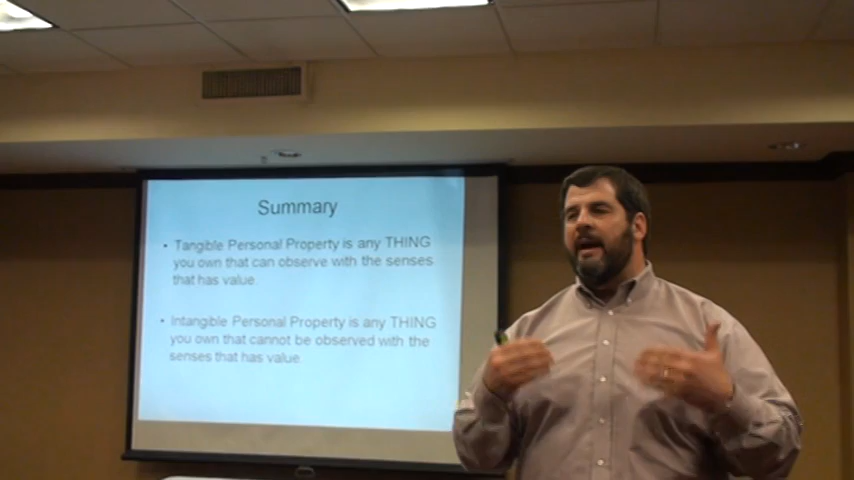 Summary
• Tangible Personal Property is any THING
you own that can observe with the senses
that has value.
• Intangible Personal Property is any THING
you own that cannot be observed with the
senses that has value.